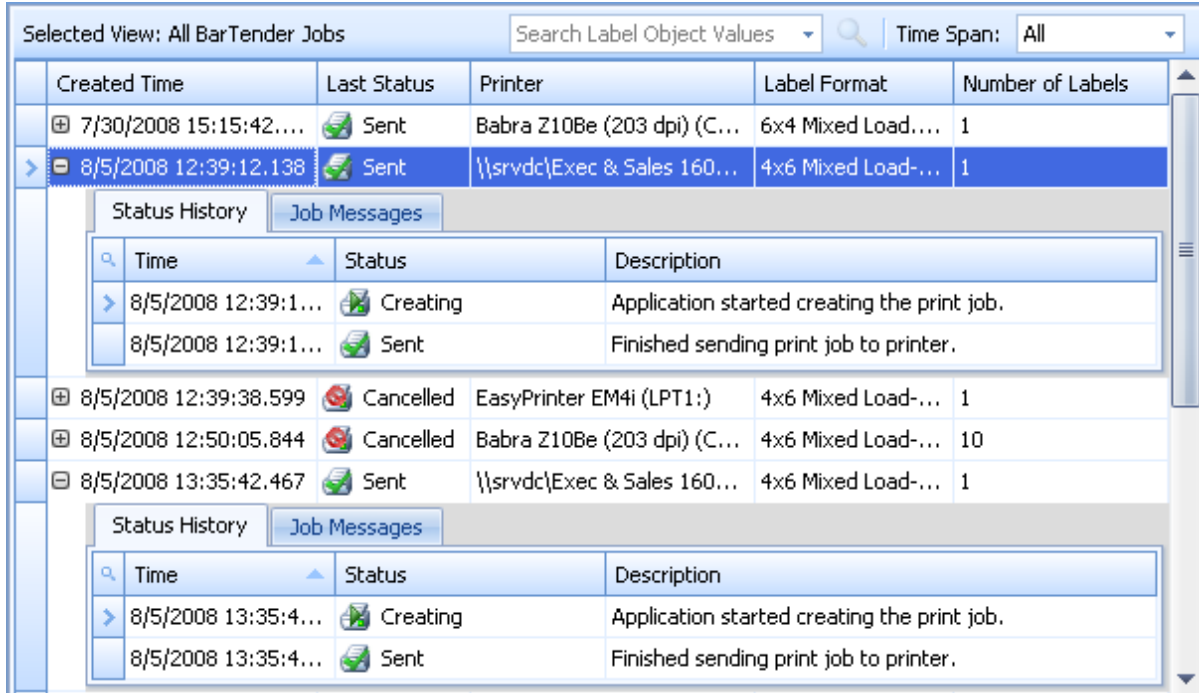 Selected View: All BarTender Jobs Search Label Object Values Time Span: All
Created Time Last Status Printer Label Format Number of Labels
7/30/2008 15:15:42.... Sent Babra Z10Be (203 dpi) (C... 6x4 Mixed Load.... 1
8/5/2008 12:39:12.138 Sent \\srvdc\Exec & Sales 160... 4x6 Mixed Load-... 1
Status History Job Messages
Time Status Description
8/5/2008 12:39:1... Creating Application started creating the print job.
8/5/2008 12:39:1... Sent Finished sending print job to printer.
8/5/2008 12:39:38.599 Cancelled EasyPrinter EM4i (LPT1:) 4x6 Mixed Load-... 1
8/5/2008 12:50:05.844 Cancelled Babra Z10Be (203 dpi) (C... 4x6 Mixed Load-... 10
8/5/2008 13:35:42.467 Sent \\srvdc\Exec & Sales 160... 4x6 Mixed Load-... 1
Status History Job Messages
Time Status Description
8/5/2008 13:35:4... Creating Application started creating the print job.
8/5/2008 13:35:4... Sent Finished sending print job to printer.